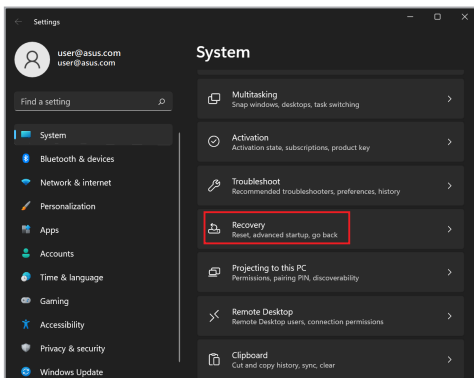 Settings
user@asus.com
user@asus.com
Find a setting
System
Bluetooth & devices
Network & internet
Personalization
Apps
Accounts
Time & language
Gaming
Accessibility
Privacy & security
Windows Update
System
Multitasking
Snap windows, desktops, task switching
Activation
Activation state, subscriptions, product key
Troubleshoot
Recommended troubleshooters, preferences, history
Recovery
Reset, advanced startup, go back
Projecting to this PC
Permissions, pairing PIN, discoverability
Remote Desktop
Remote Desktop users, connection permissions
Clipboard
Cut and copy history, sync, clear